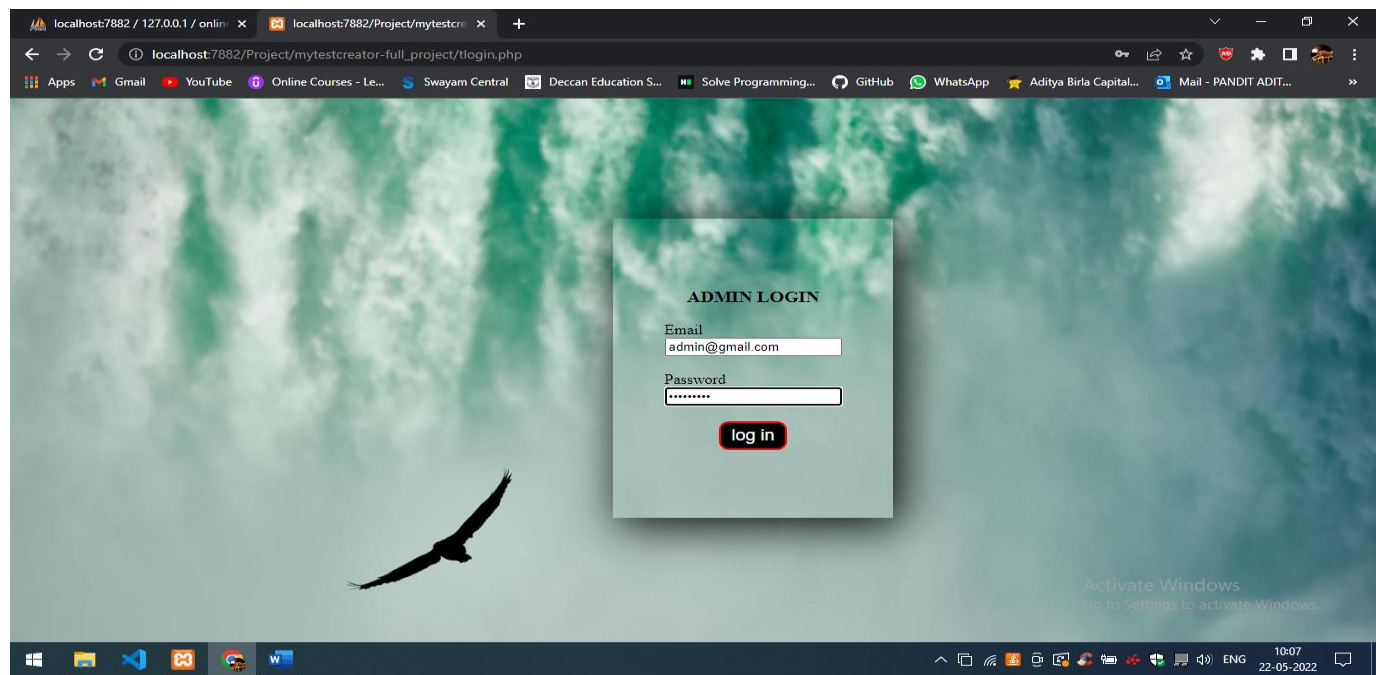 localhost:7882 / 127.0.0.1 / onlin
localhost:7882/Project/mytestcre
localhost:7882/Project/mytestcreator-full_project/tlogin.php
Apps Gmail YouTube Online Courses - Le... Swayam Central Deccan Education S... Solve Programming... GitHub WhatsApp Aditya Birla Capital... Mail - PANDIT ADIT... »
ADMIN LOGIN
Email
admin@gmail.com
Password
•••••••••
log in
Activate Windows
Go to Settings to activate Windows.
ENG
10:07
22-05-2022